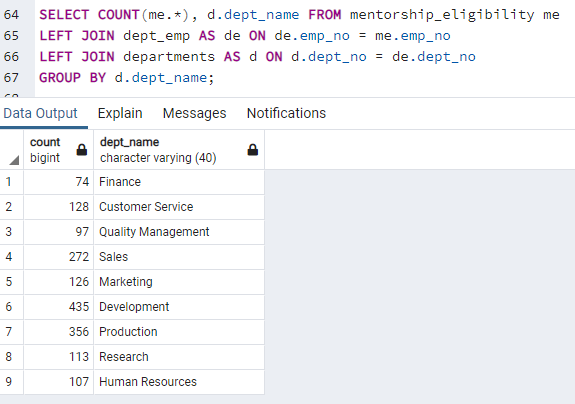 64 SELECT COUNT(me.*), d.dept_name FROM mentorship_eligibility me
65 LEFT JOIN dept_emp AS de ON de.emp_no = me.emp_no
66 LEFT JOIN departments AS d ON d.dept_no = de.dept_no
67 GROUP BY d.dept_name;
Data Output Explain Messages Notifications
count dept_name
bigint character varying (40)
1 74 Finance
2 128 Customer Service
3 97 Quality Management
4 272 Sales
5 126 Marketing
6 435 Development
7 356 Production
8 113 Research
9 107 Human Resources